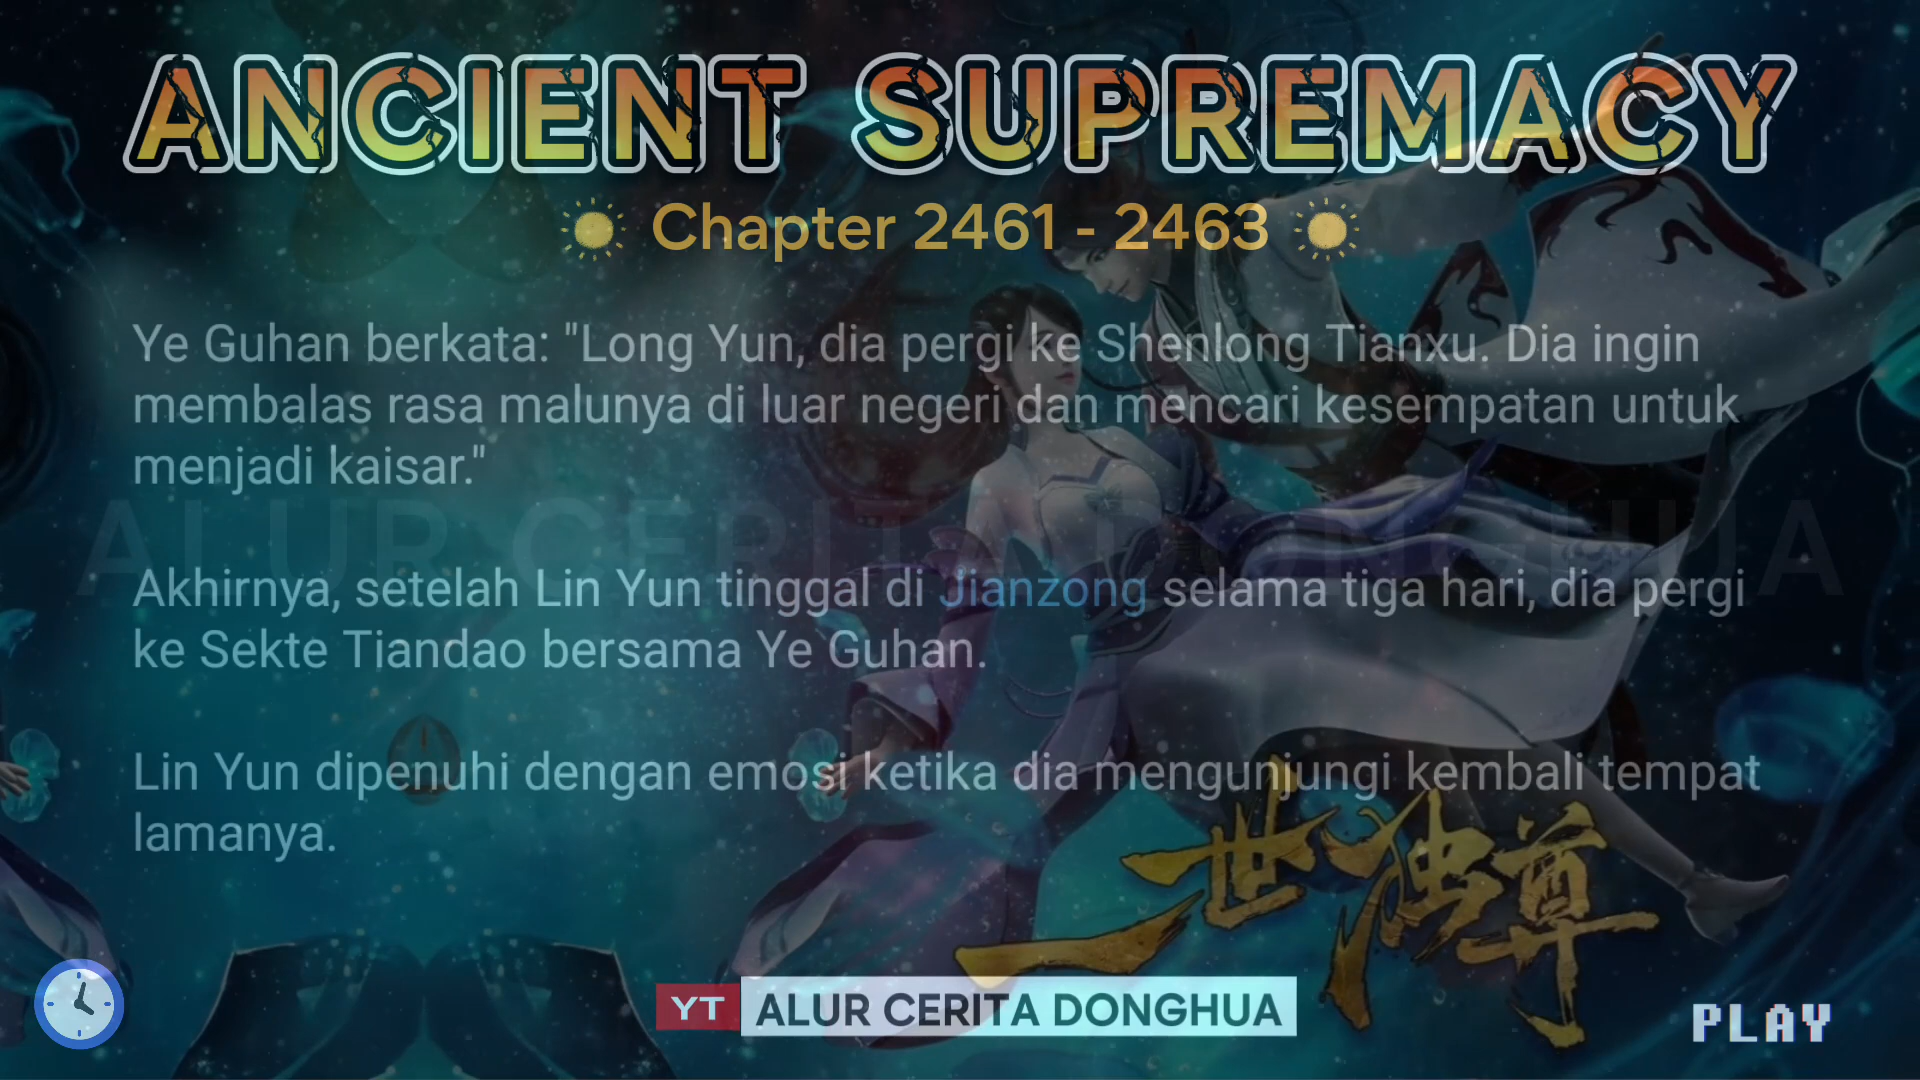 ANCIENT SUPREMACY
Chapter 2461 - 2463
Ye Guhan berkata: "Long Yun, dia pergi ke Shenlong Tianxu. Dia ingin
membalas rasa malunya di luar negeri dan mencari kesempatan untuk
menjadi kaisar."
ALUR CERITA DONGHUA
Akhirnya, setelah Lin Yun tinggal di Jianzong selama tiga hari, dia pergi
ke Sekte Tiandao bersama Ye Guhan.
Lin Yun dipenuhi dengan emosi ketika dia mengunjungi kembali tempat
lamanya.
一世独尊
YT ALUR CERITA DONGHUA
PLAY